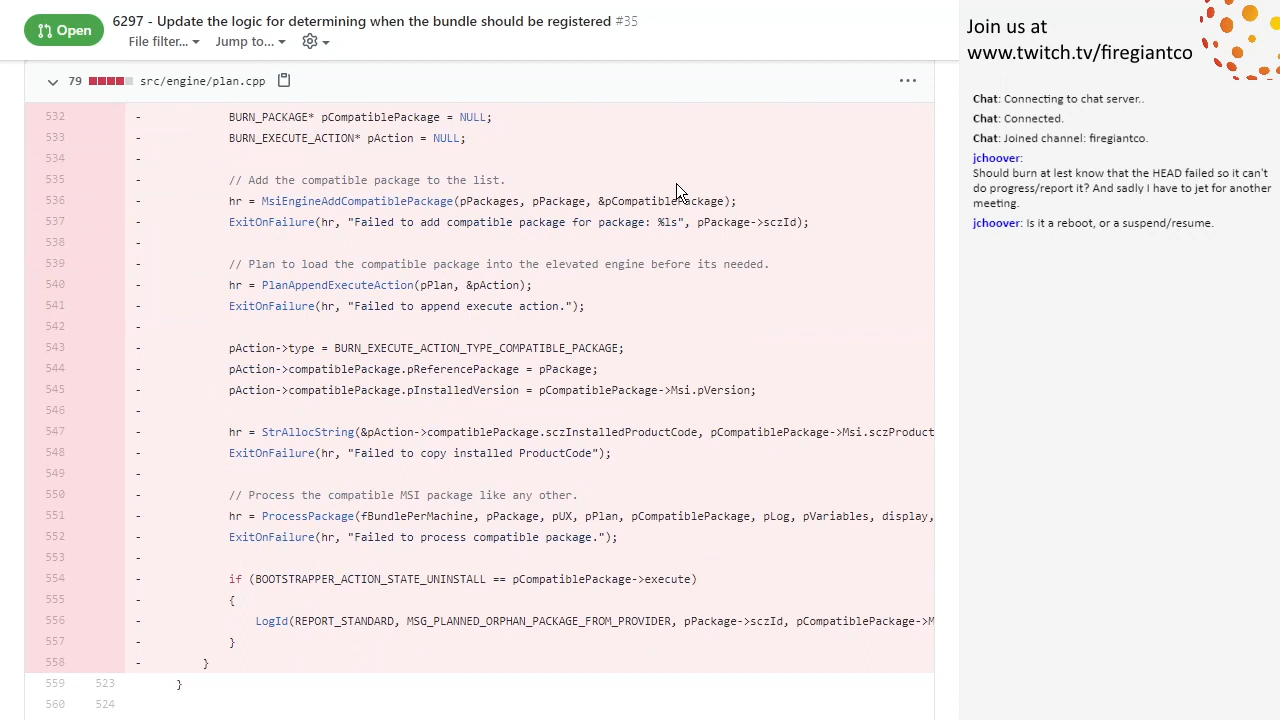 Open
6297 - Update the logic for determining when the bundle should be registered #35
File filter... Jump to...
79 src/engine/plan.cpp
532 - BURN_PACKAGE* pCompatiblePackage = NULL;
533 - BURN_EXECUTE_ACTION* pAction = NULL;
534 -
535 - // Add the compatible package to the list.
536 - hr = MsiEngineAddCompatiblePackage(pPackages, pPackage, &pCompatiblePackage);
537 - ExitOnFailure(hr, "Failed to add compatible package for package: %ls", pPackage->sczId);
538 -
539 - // Plan to load the compatible package into the elevated engine before its needed.
540 - hr = PlanAppendExecuteAction(pPlan, &pAction);
541 - ExitOnFailure(hr, "Failed to append execute action.");
542 -
543 - pAction->type = BURN_EXECUTE_ACTION_TYPE_COMPATIBLE_PACKAGE;
544 - pAction->compatiblePackage.pReferencePackage = pPackage;
545 - pAction->compatiblePackage.pInstalledVersion = pCompatiblePackage->Msi.pVersion;
546 -
547 - hr = StrAllocString(&pAction->compatiblePackage.sczInstalledProductCode, pCompatiblePackage->Msi.sczProduct
548 - ExitOnFailure(hr, "Failed to copy installed ProductCode");
549 -
550 - // Process the compatible MSI package like any other.
551 - hr = ProcessPackage(fBundlePerMachine, pPackage, pUX, pPlan, pCompatiblePackage, pLog, pVariables, display,
552 - ExitOnFailure(hr, "Failed to process compatible package.");
553 -
554 - if (BOOTSTRAPPER_ACTION_STATE_UNINSTALL == pCompatiblePackage->execute)
555 - {
556 - LogId(REPORT_STANDARD, MSG_PLANNED_ORPHAN_PACKAGE_FROM_PROVIDER, pPackage->sczId, pCompatiblePackage->M
557 - }
558 - }
559 523 }
560 524
Join us at
www.twitch.tv/firegiantco
Chat: Connecting to chat server..
Chat: Connected.
Chat: Joined channel: firegiantco.
jchoover:
Should burn at lest know that the HEAD failed so it can't
do progress/report it? And sadly I have to jet for another
meeting.
jchoover: Is it a reboot, or a suspend/resume.